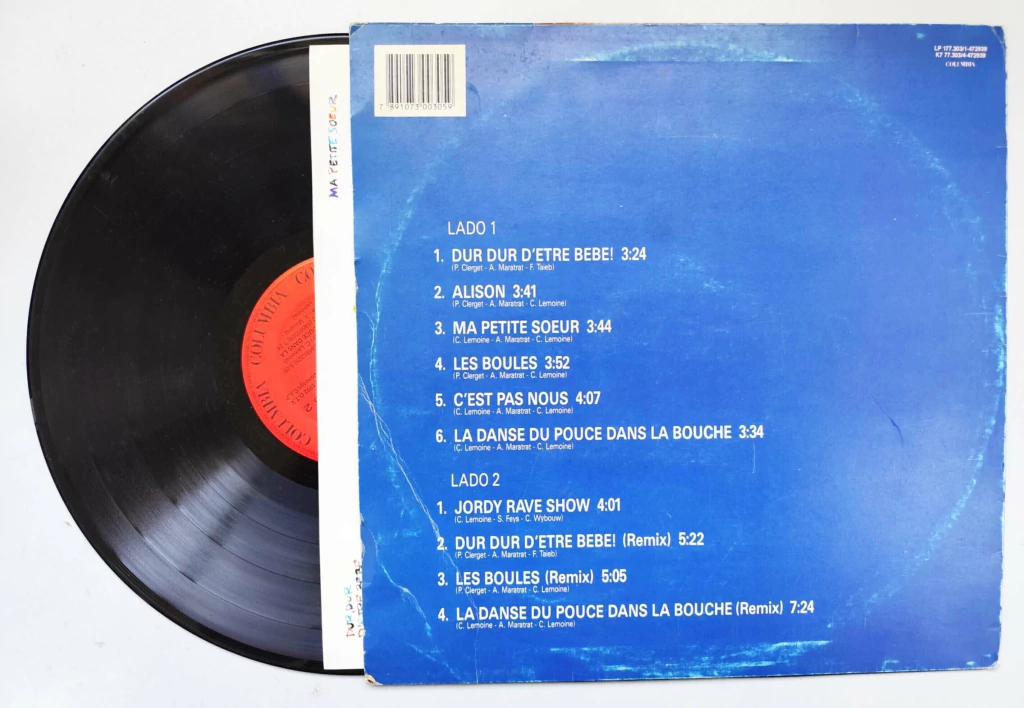 7 891073 003059
LP 177.303/1-472939
K7 77.303/4-472939
COLUMBIA
MA PETITE SOEUR
LADO 1
1. DUR DUR D'ETRE BEBE! 3:24
(P. Clerget - A. Maratrat - F. Taieb)
2. ALISON 3:41
(P. Clerget - A. Maratrat - C. Lemoine)
3. MA PETITE SOEUR 3:44
(C. Lemoine - A. Maratrat - C. Lemoine)
4. LES BOULES 3:52
(P. Clerget - A. Maratrat - C. Lemoine)
5. C'EST PAS NOUS 4:07
(C. Lemoine - A. Maratrat - C. Lemoine)
6. LA DANSE DU POUCE DANS LA BOUCHE 3:34
(C. Lemoine - A. Maratrat - C. Lemoine)
LADO 2
1. JORDY RAVE SHOW 4:01
(C. Lemoine - S. Feys - C. Wybouw)
2. DUR DUR D'ETRE BEBE! (Remix) 5:22
(P. Clerget - A. Maratrat - F. Taieb)
3. LES BOULES (Remix) 5:05
(P. Clerget - A. Maratrat - C. Lemoine)
4. LA DANSE DU POUCE DANS LA BOUCHE (Remix) 7:24
(C. Lemoine - A. Maratrat - C. Lemoine)
DUR DUR
COLUMBIA
COLUMBIA